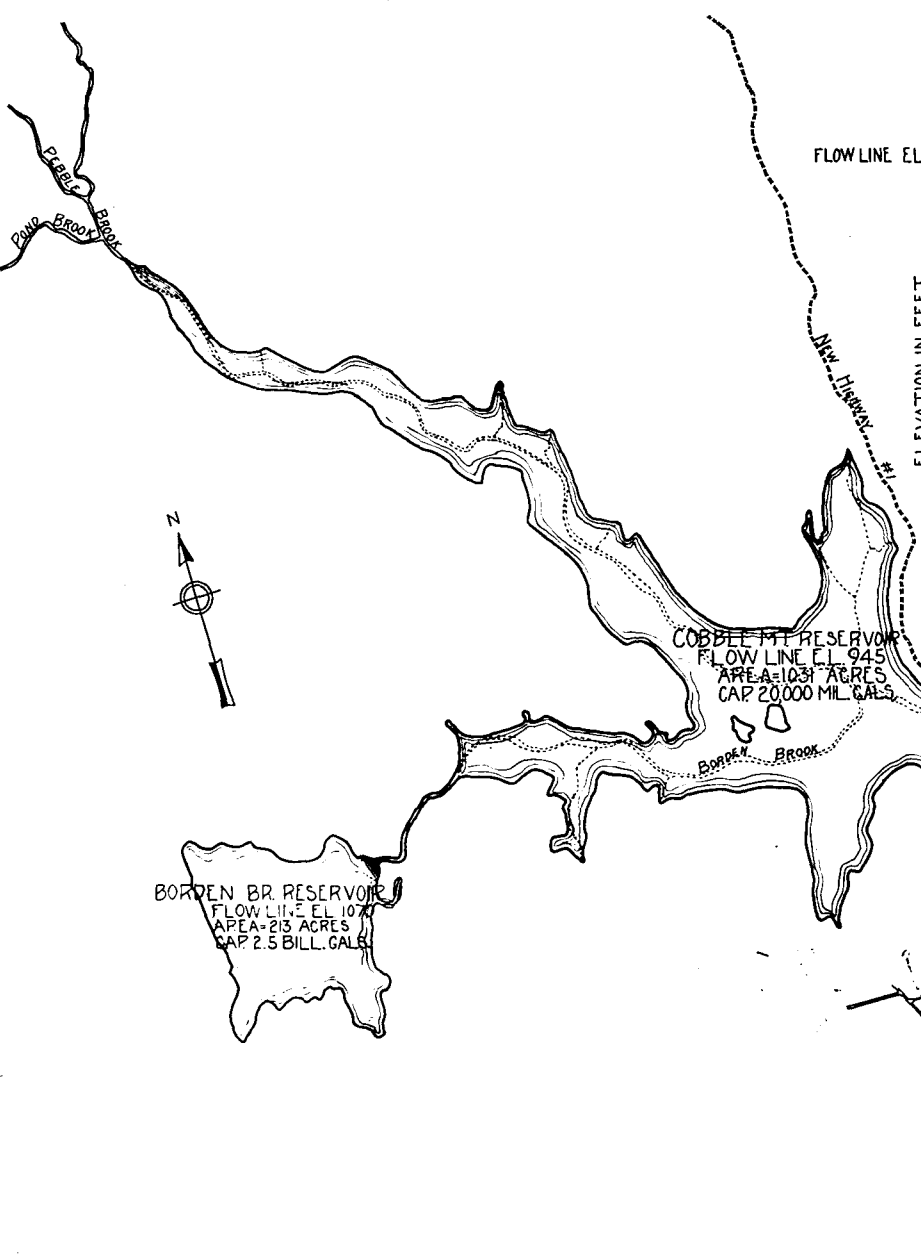 FLOW LINE EL
PEBBLE BROOK
POND BROOK
NEW HIGHWAY #1
ELEVATION IN FEET
N
COBBLE MT RESERVOIR
FLOW LINE EL. 945
AREA=1031 ACRES
CAP. 20,000 MIL. GALS.
BORDEN BROOK
BORDEN BR. RESERVOIR
FLOW LINE EL
AREA=213 ACRES
CAP. 2.5 BILL. GALS.